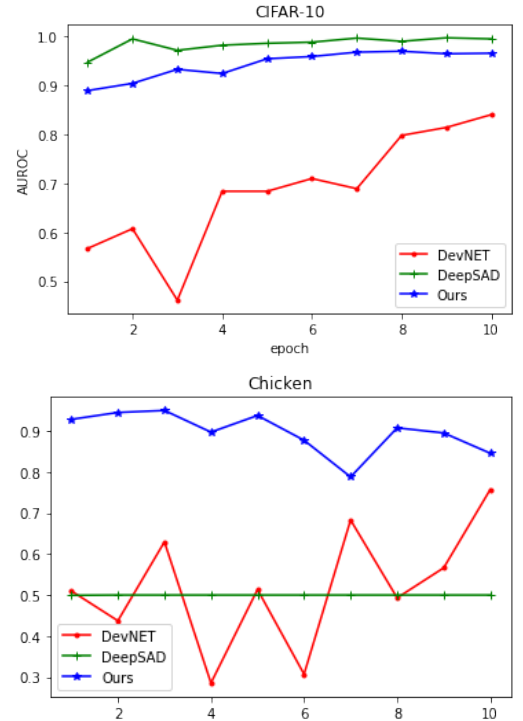 CIFAR-10
1.0
0.9
0.8
0.7
0.6
0.5
AUROC
DevNET
DeepSAD
Ours
2 4 6 8 10
epoch
Chicken
0.9
0.8
0.7
0.6
0.5
0.4
0.3
DevNET
DeepSAD
Ours
2 4 6 8 10